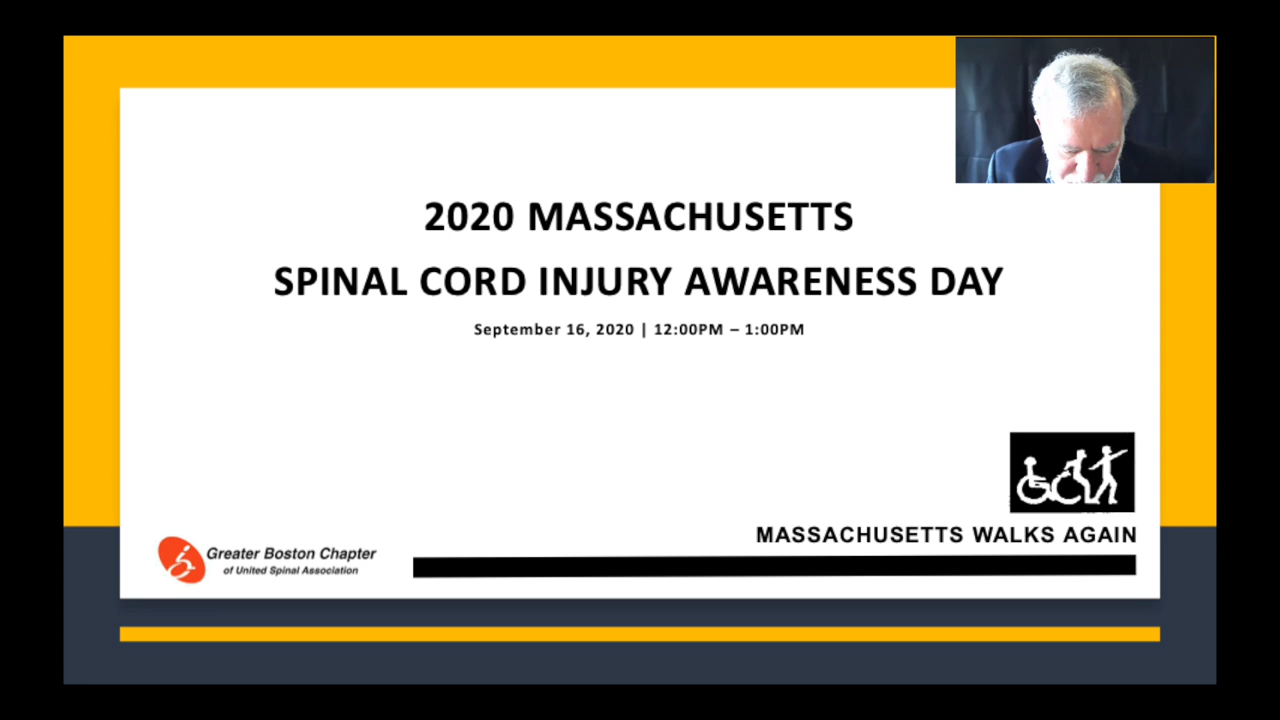 2020 MASSACHUSETTS
SPINAL CORD INJURY AWARENESS DAY
September 16, 2020 | 12:00PM – 1:00PM
MASSACHUSETTS WALKS AGAIN
Greater Boston Chapter
of United Spinal Association